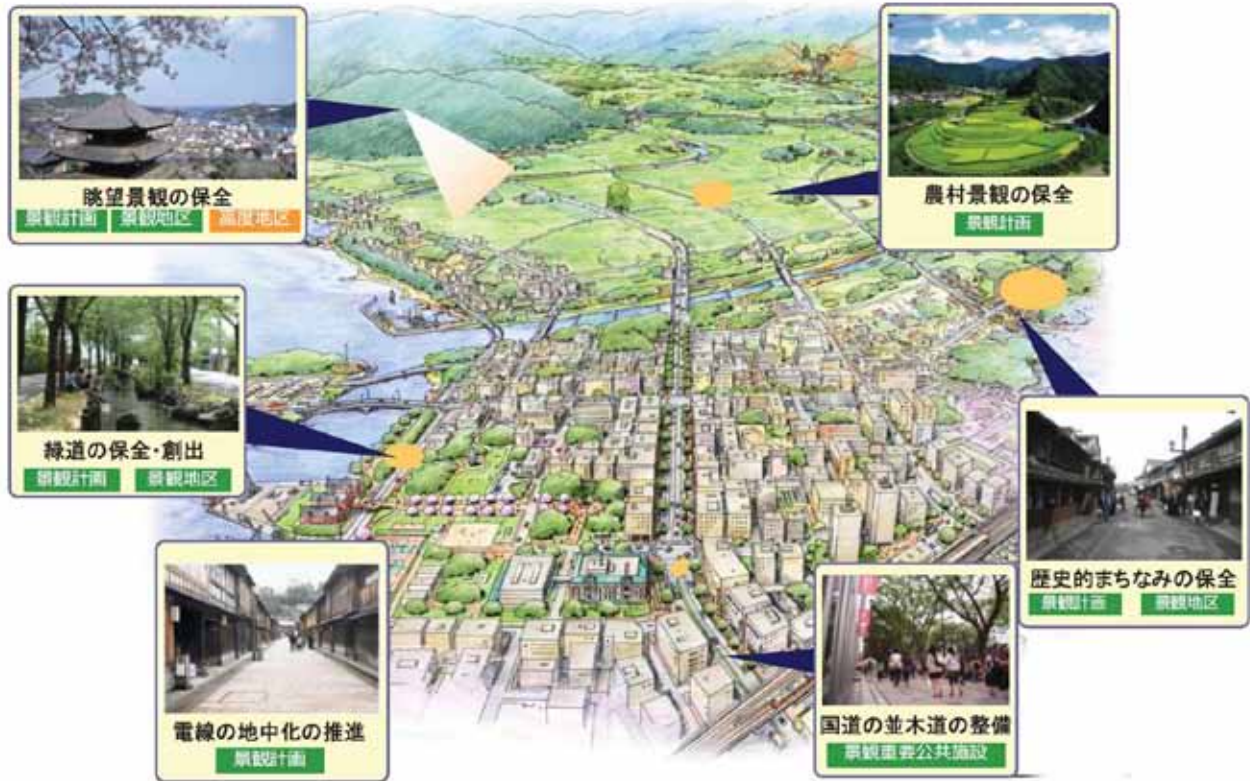 眺望景観の保全
景観計画 景観地区 高度地区
農村景観の保全
景観計画
緑道の保全・創出
景観計画 景観地区
歴史的まちなみの保全
景観計画 景観地区
電線の地中化の推進
景観計画
国道の並木道の整備
景観重要公共施設